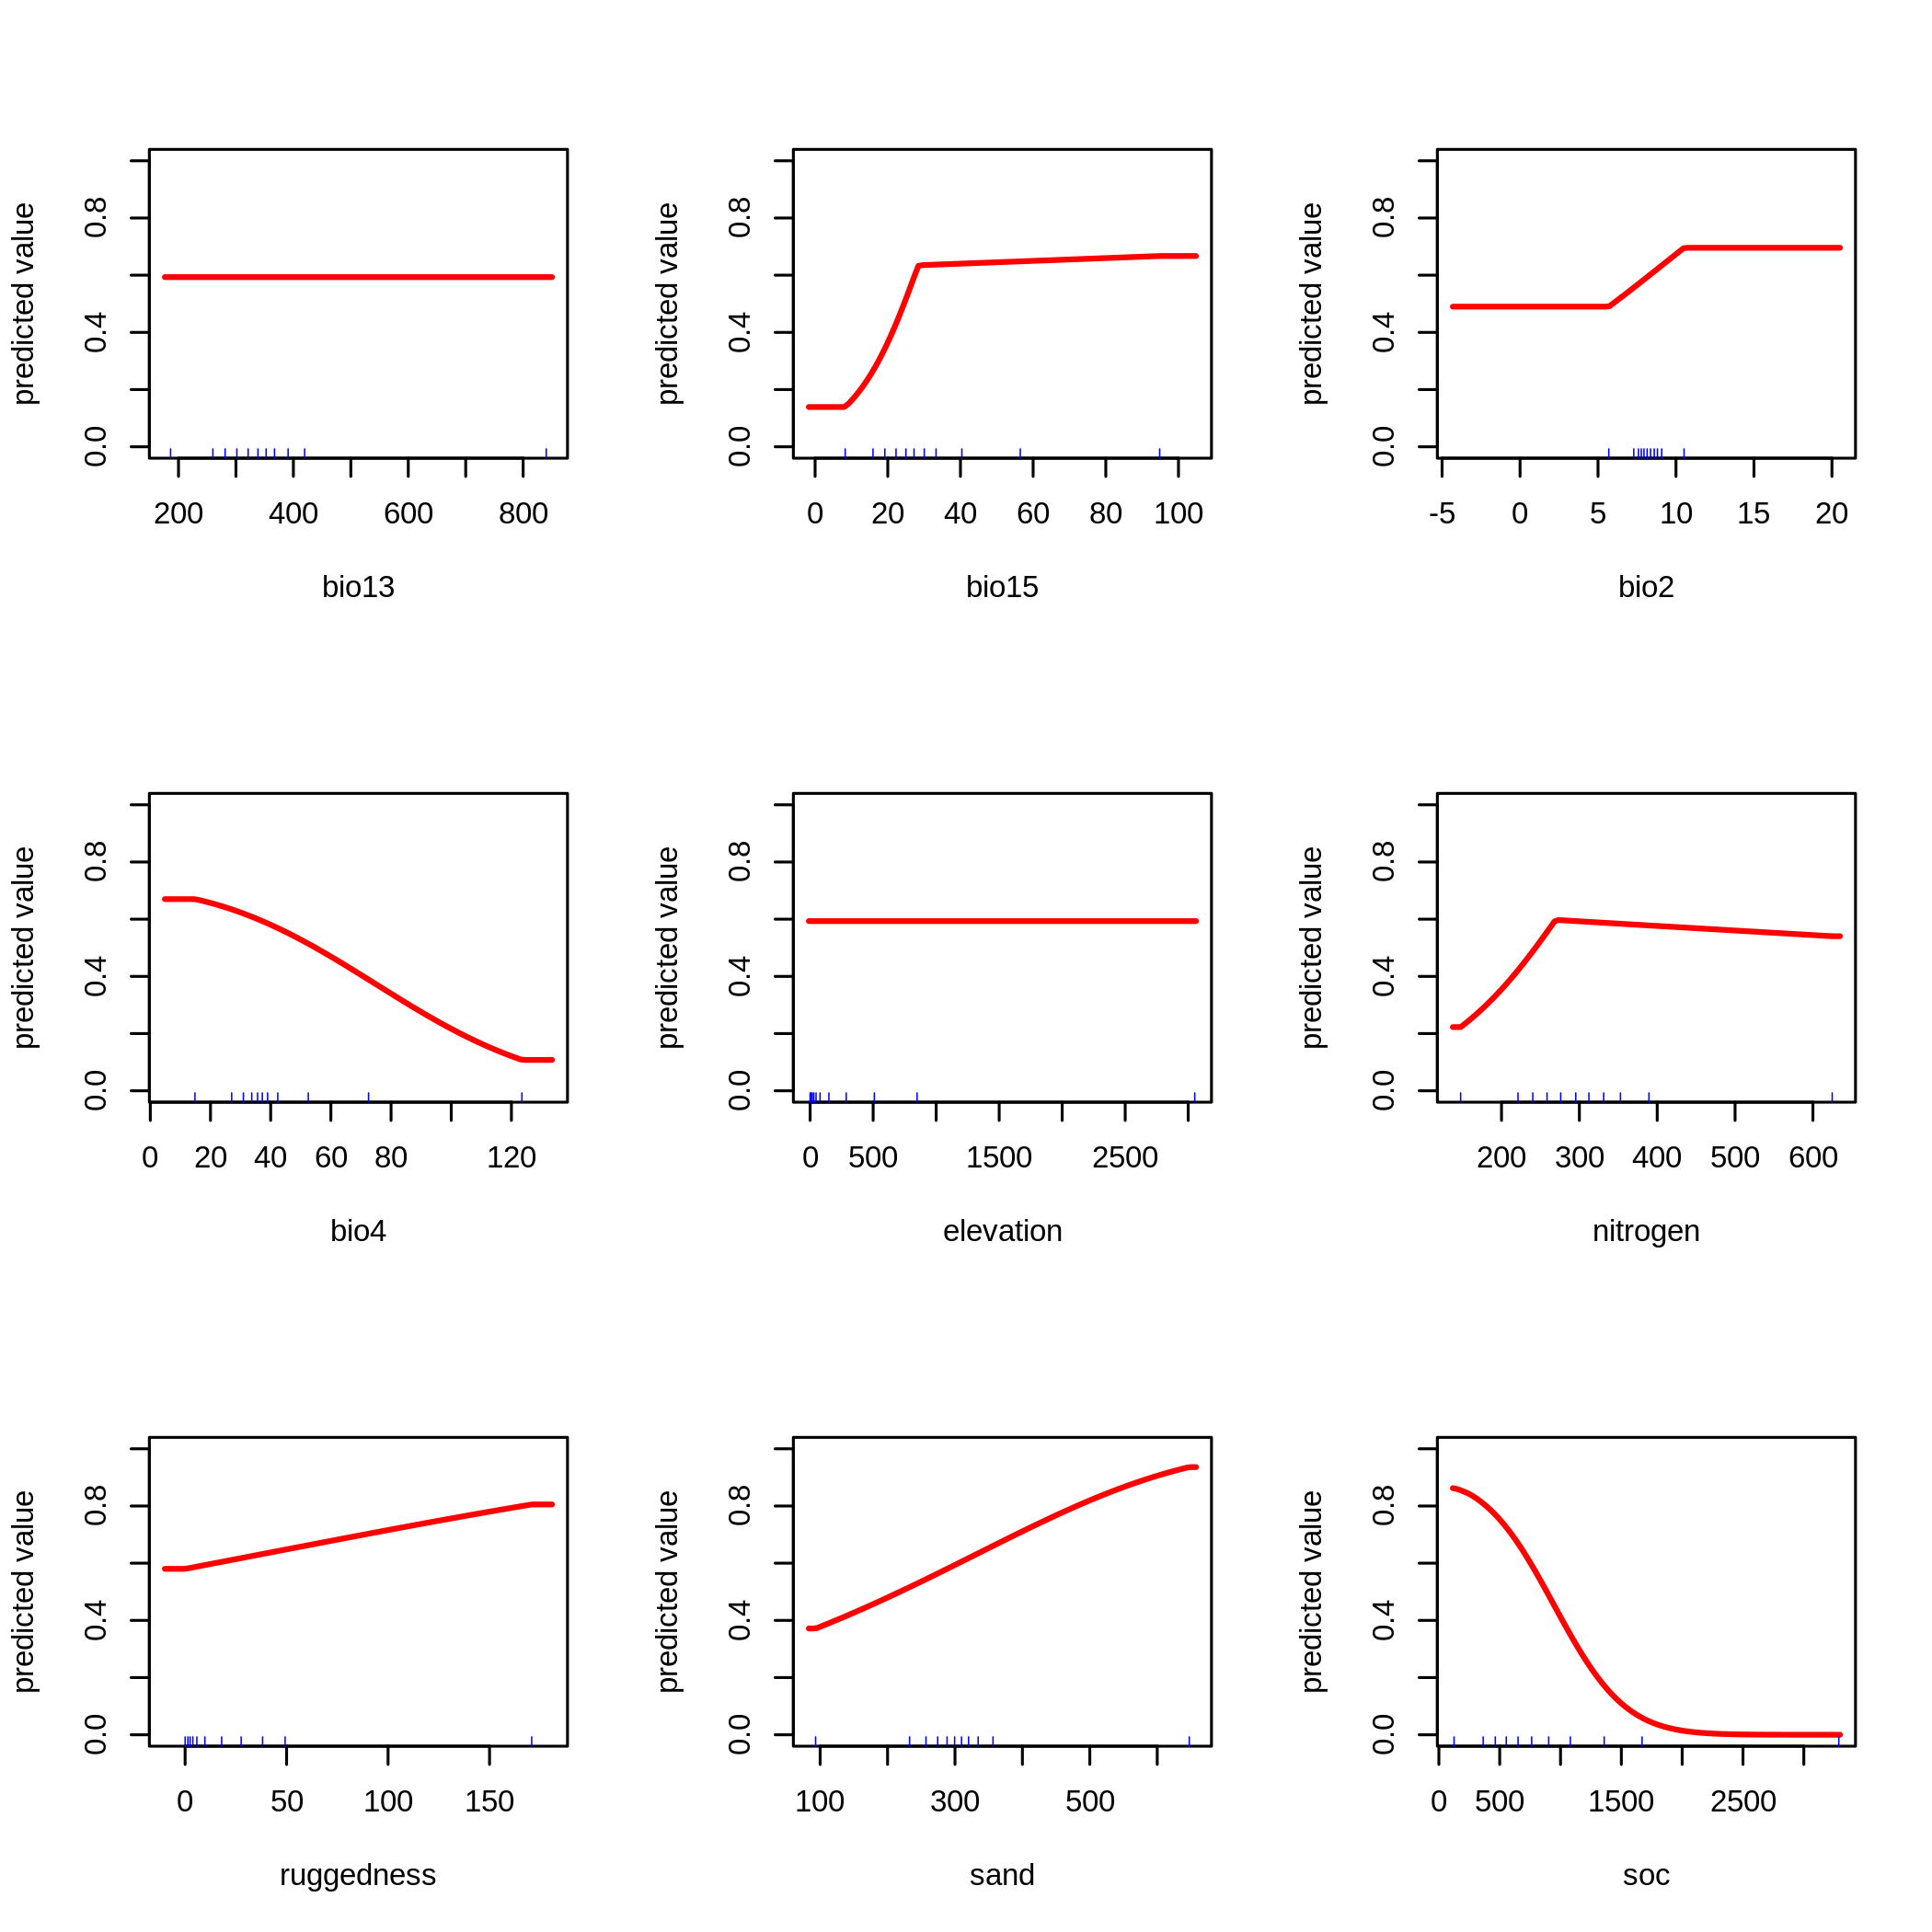 predicted value
0.0 0.4 0.8
200 400 600 800
bio13
predicted value
0.0 0.4 0.8
0 20 40 60 80 100
bio15
predicted value
0.0 0.4 0.8
-5 0 5 10 15 20
bio2
predicted value
0.0 0.4 0.8
0 20 40 60 80 120
bio4
predicted value
0.0 0.4 0.8
0 500 1500 2500
elevation
predicted value
0.0 0.4 0.8
200 300 400 500 600
nitrogen
predicted value
0.0 0.4 0.8
0 50 100 150
ruggedness
predicted value
0.0 0.4 0.8
100 300 500
sand
predicted value
0.0 0.4 0.8
0 500 1500 2500
soc